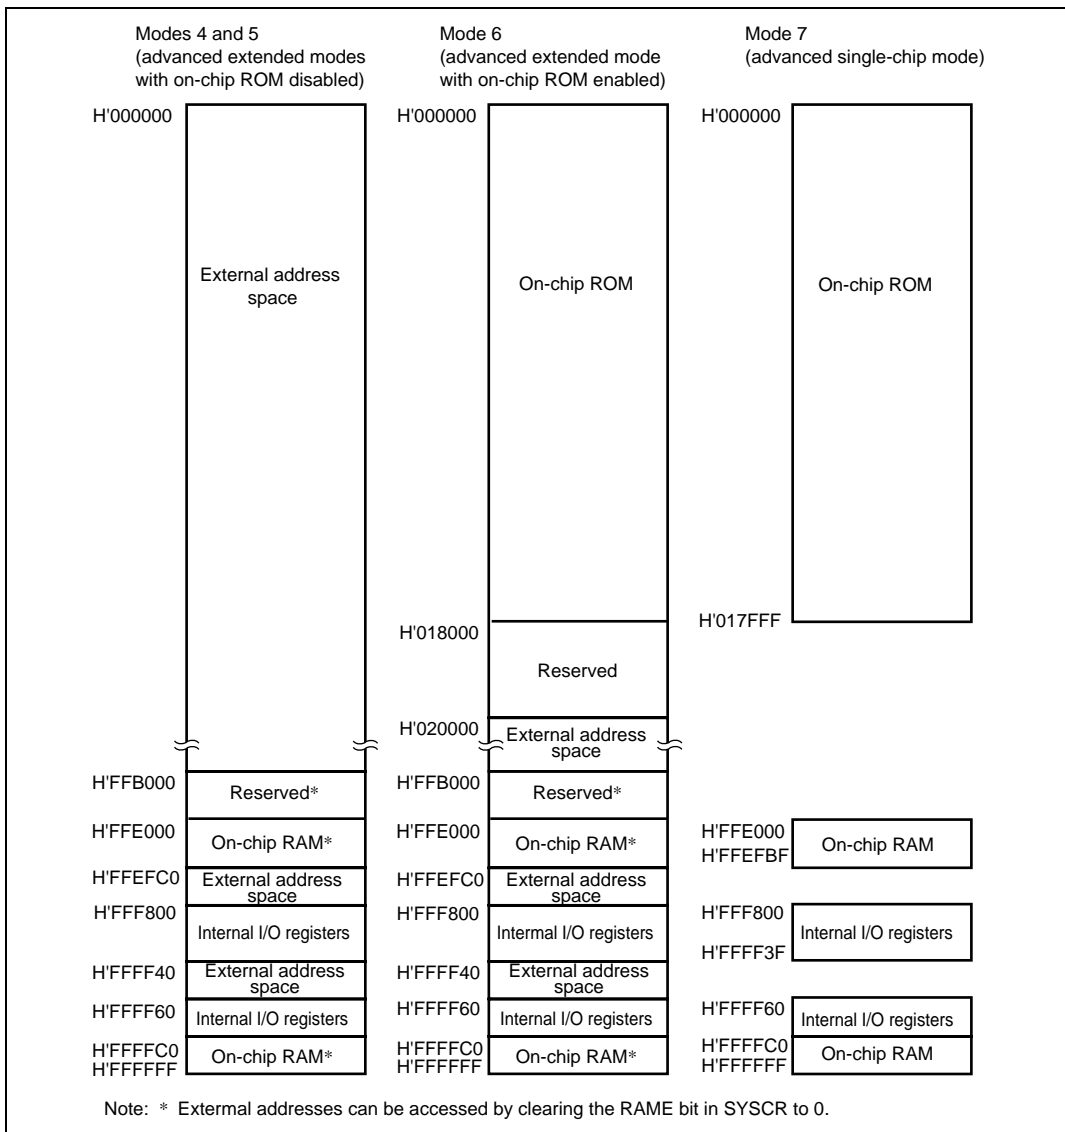 Modes 4 and 5
(advanced extended modes
with on-chip ROM disabled)
H'000000
External address
space
H'FFB000
Reserved*
H'FFE000
On-chip RAM*
H'FFEFC0
External address
space
H'FFF800
Internal I/O registers
H'FFFF40
External address
space
H'FFFF60
Internal I/O registers
H'FFFFC0
On-chip RAM*
H'FFFFFF
Mode 6
(advanced extended mode
with on-chip ROM enabled)
H'000000
On-chip ROM
H'018000
Reserved
H'020000
External address
space
H'FFB000
Reserved*
H'FFE000
On-chip RAM*
H'FFEFC0
External address
space
H'FFF800
Intermal I/O registers
H'FFFF40
External address
space
H'FFFF60
Internal I/O registers
H'FFFFC0
On-chip RAM*
H'FFFFFF
Mode 7
(advanced single-chip mode)
H'000000
On-chip ROM
H'017FFF
H'FFE000
On-chip RAM
H'FFEFBF
H'FFF800
Internal I/O registers
H'FFFF3F
H'FFFF60
Internal I/O registers
H'FFFFC0
On-chip RAM
H'FFFFFF
Note: * Extermal addresses can be accessed by clearing the RAME bit in SYSCR to 0.